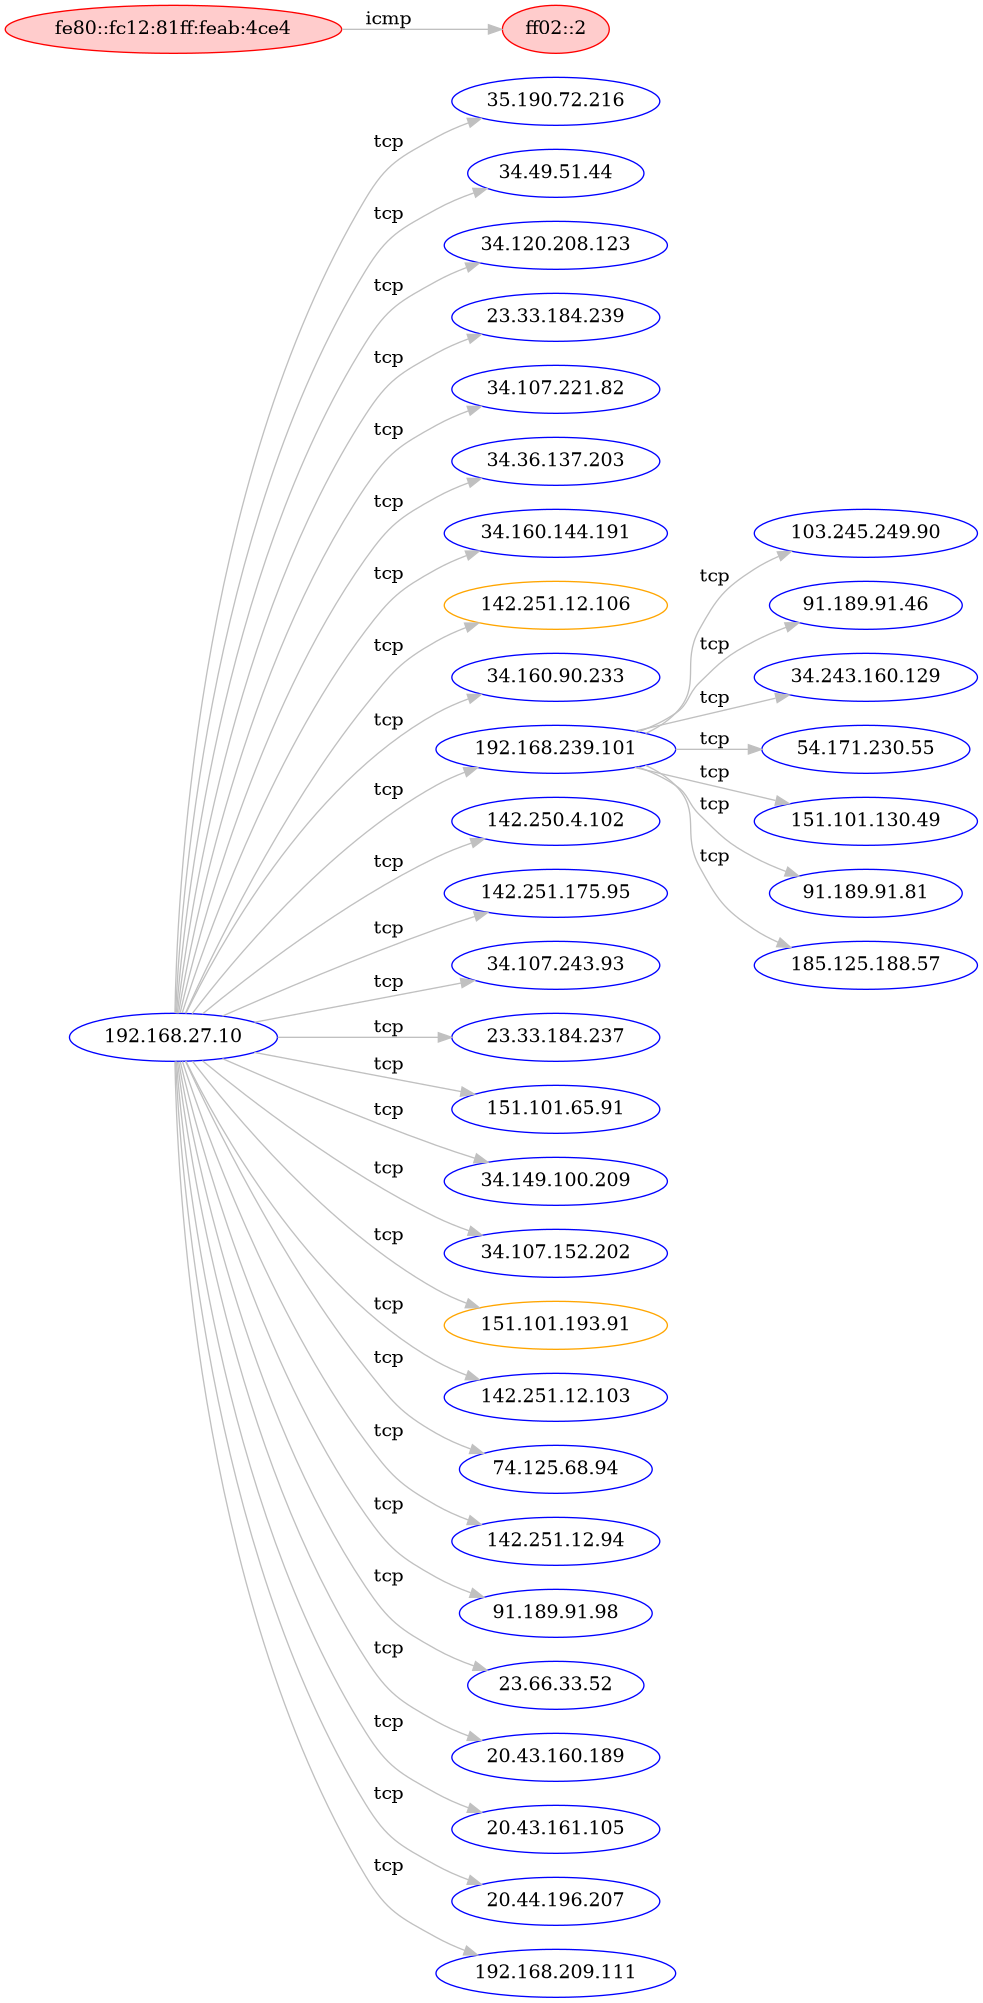 fe80::fc12:81ff:feab:4ce4
icmp
ff02::2
35.190.72.216
tcp
34.49.51.44
tcp
34.120.208.123
tcp
23.33.184.239
tcp
34.107.221.82
tcp
34.36.137.203
tcp
34.160.144.191
tcp
142.251.12.106
tcp
34.160.90.233
tcp
192.168.239.101
tcp
142.250.4.102
tcp
142.251.175.95
tcp
34.107.243.93
tcp
192.168.27.10
tcp
23.33.184.237
tcp
151.101.65.91
tcp
34.149.100.209
tcp
34.107.152.202
tcp
151.101.193.91
tcp
142.251.12.103
tcp
74.125.68.94
tcp
142.251.12.94
tcp
91.189.91.98
tcp
23.66.33.52
tcp
20.43.160.189
tcp
20.43.161.105
tcp
20.44.196.207
tcp
192.168.209.111
tcp
103.245.249.90
tcp
91.189.91.46
tcp
34.243.160.129
tcp
54.171.230.55
tcp
151.101.130.49
tcp
91.189.91.81
tcp
185.125.188.57
tcp